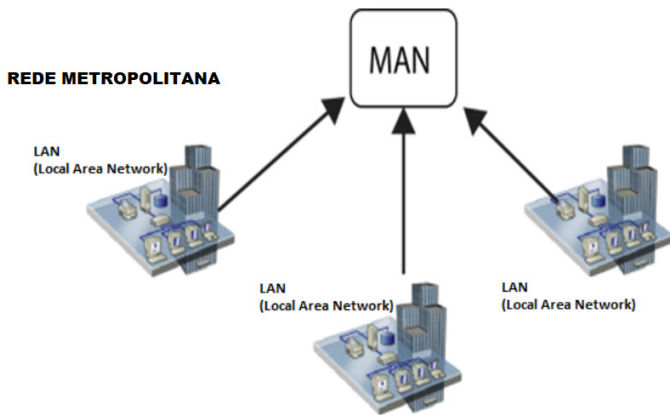 MAN
REDE METROPOLITANA
LAN
(Local Area Network)
LAN
(Local Area Network)
LAN
(Local Area Network)